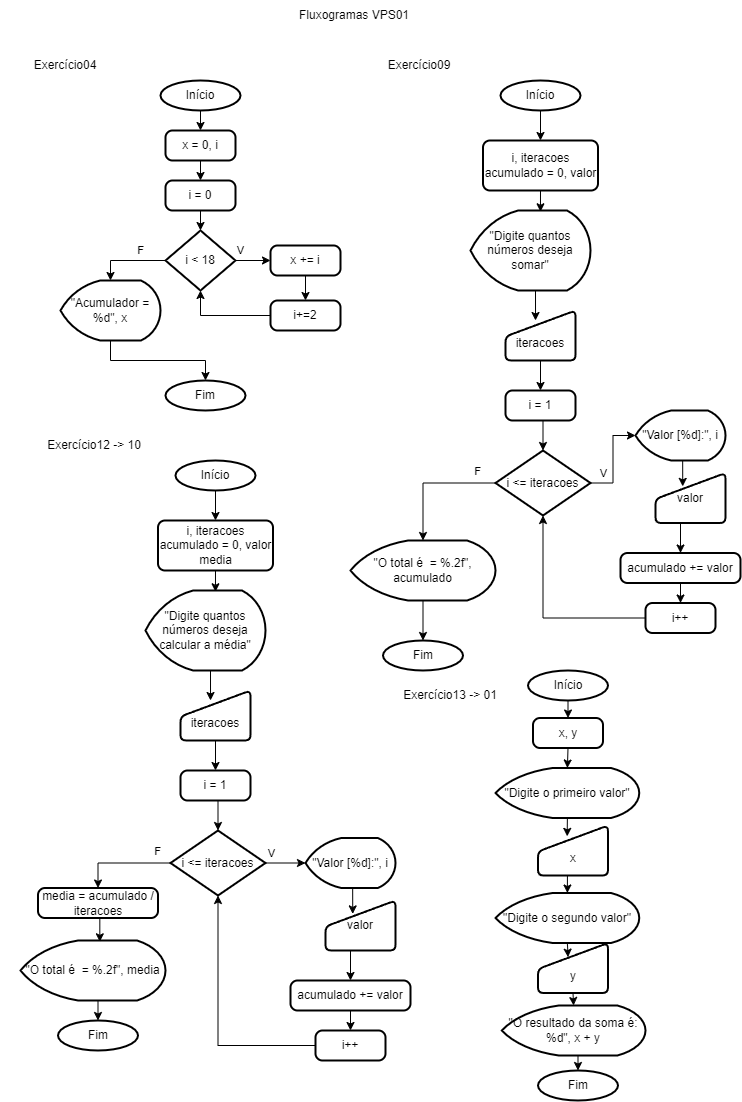 Fluxogramas VPS01
Exercício04
Início
x = 0, i
i = 0
i < 18
F
V
x += i
i+=2
"Acumulador =
%d", x
Fim
Exercício09
Início
i, iteracoes
acumulado = 0, valor
"Digite quantos
números deseja
somar"
iteracoes
i = 1
i <= iteracoes
F
V
"Valor [%d]:", i
valor
acumulado += valor
i++
"O total é  = %.2f",
acumulado
Fim
Exercício12 -> 10
Início
i, iteracoes
acumulado = 0, valor
media
"Digite quantos
números deseja
calcular a média"
iteracoes
i = 1
i <= iteracoes
F
V
"Valor [%d]:", i
valor
acumulado += valor
i++
media = acumulado /
iteracoes
"O total é  = %.2f", media
Fim
Exercício13 -> 01
Início
x, y
"Digite o primeiro valor"
x
"Digite o segundo valor"
y
"O resultado da soma é:
%d", x + y
Fim